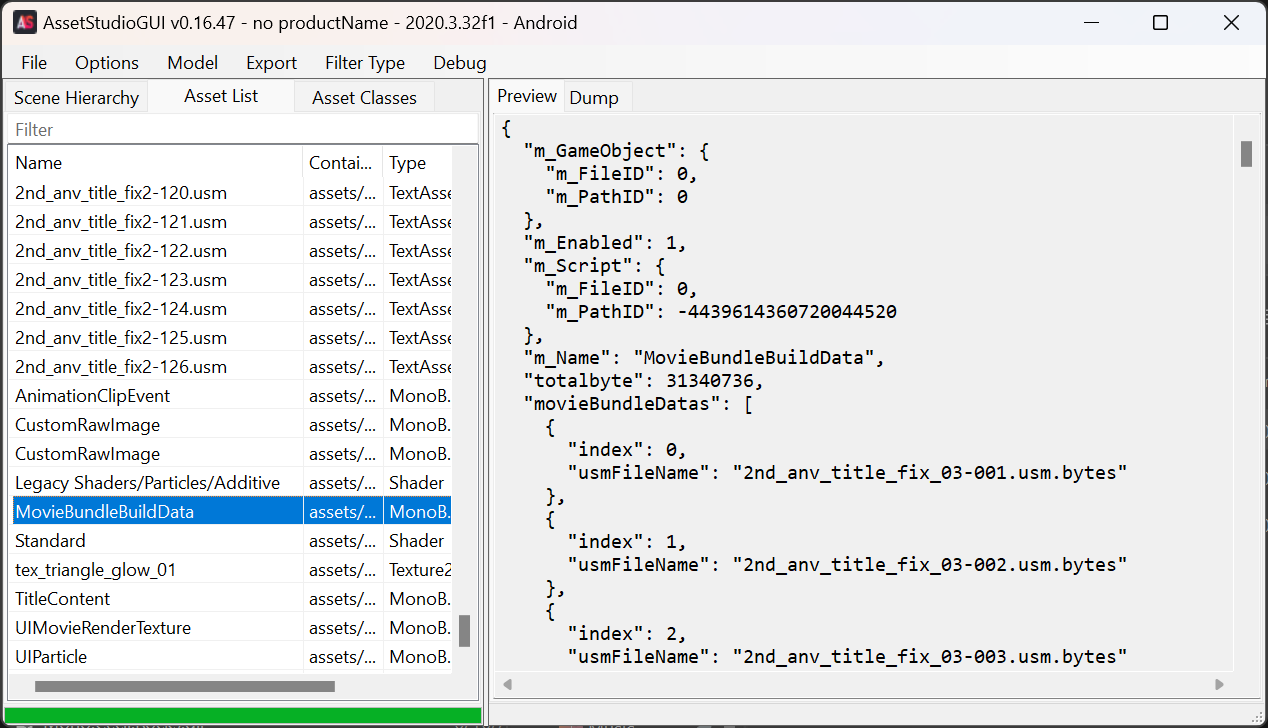 AS AssetStudioGUI v0.16.47 - no productName - 2020.3.32f1 - Android
File Options Model Export Filter Type Debug
Scene Hierarchy Asset List Asset Classes
Filter
Name Contai... Type
2nd_anv_title_fix2-120.usm assets/... TextAsse
2nd_anv_title_fix2-121.usm assets/... TextAsse
2nd_anv_title_fix2-122.usm assets/... TextAsse
2nd_anv_title_fix2-123.usm assets/... TextAsse
2nd_anv_title_fix2-124.usm assets/... TextAsse
2nd_anv_title_fix2-125.usm assets/... TextAsse
2nd_anv_title_fix2-126.usm assets/... TextAsse
AnimationClipEvent assets/... MonoB.
CustomRawImage assets/... MonoB.
CustomRawImage assets/... MonoB.
Legacy Shaders/Particles/Additive assets/... Shader
MovieBundleBuildData assets/... MonoB.
Standard assets/... Shader
tex_triangle_glow_01 assets/... Texture2
TitleContent assets/... MonoB.
UIMovieRenderTexture assets/... MonoB.
UIParticle assets/... MonoB.
Preview Dump
{
"m_GameObject": {
"m_FileID": 0,
"m_PathID": 0
},
"m_Enabled": 1,
"m_Script": {
"m_FileID": 0,
"m_PathID": -4439614360720044520
},
"m_Name": "MovieBundleBuildData",
"totalbyte": 31340736,
"movieBundleDatas": [
{
"index": 0,
"usmFileName": "2nd_anv_title_fix_03-001.usm.bytes"
},
{
"index": 1,
"usmFileName": "2nd_anv_title_fix_03-002.usm.bytes"
},
{
"index": 2,
"usmFileName": "2nd_anv_title_fix_03-003.usm.bytes"